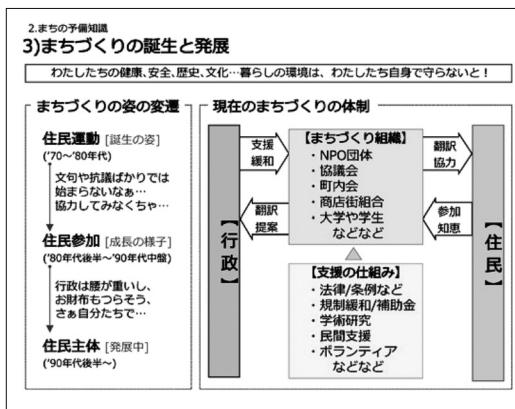 2.まちの予備知識
3)まちづくりの誕生と発展
わたしたちの健康、安全、歴史、文化…暮らしの環境は、わたしたち自身で守らないと！
まちづくりの姿の変遷
住民運動 [誕生の姿]
('70～'80年代)
文句や抗議ばかりでは
始まらないなぁ…
協力してみなくちゃ…
住民参加 [成長の様子]
('80年代後半～'90年代中盤)
行政は腰が重いし、
お財布もつらそう、
さぁ自分たちで…
住民主体 [発展中]
('90年代後半～)
現在のまちづくりの体制
【行政】
支援
緩和
翻訳
提案
【まちづくり組織】
・NPO団体
・協議会
・町内会
・商店街組合
・大学や学生
などなど
翻訳
協力
参加
知恵
【住民】
【支援の仕組み】
・法律/条例など
・規制緩和/補助金
・学術研究
・民間支援
・ボランティア
などなど